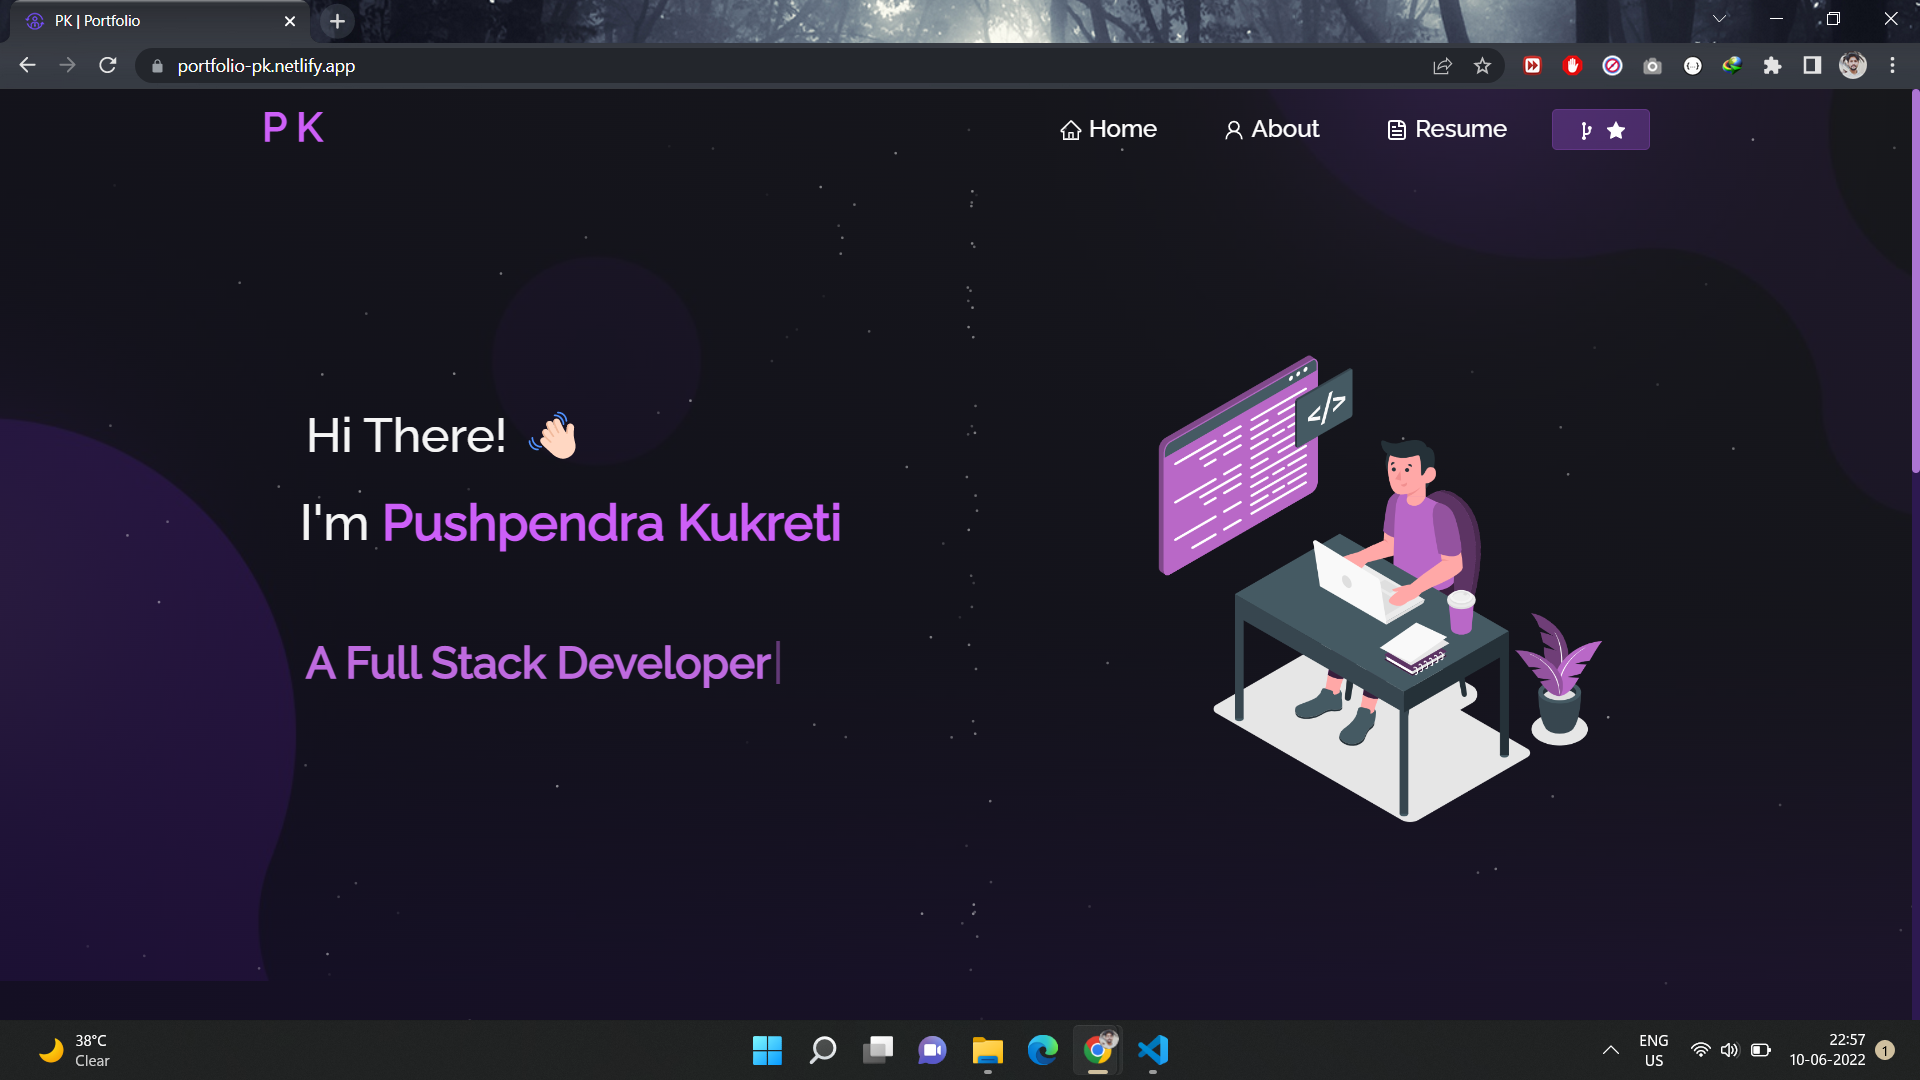 PK | Portfolio
portfolio-pk.netlify.app
P K
Home
About
Resume
Hi There! 👋🏻
I'm Pushpendra Kukreti
A Full Stack Developer|
</>
38°C
Clear
ENG
US
22:57
10-06-2022
1